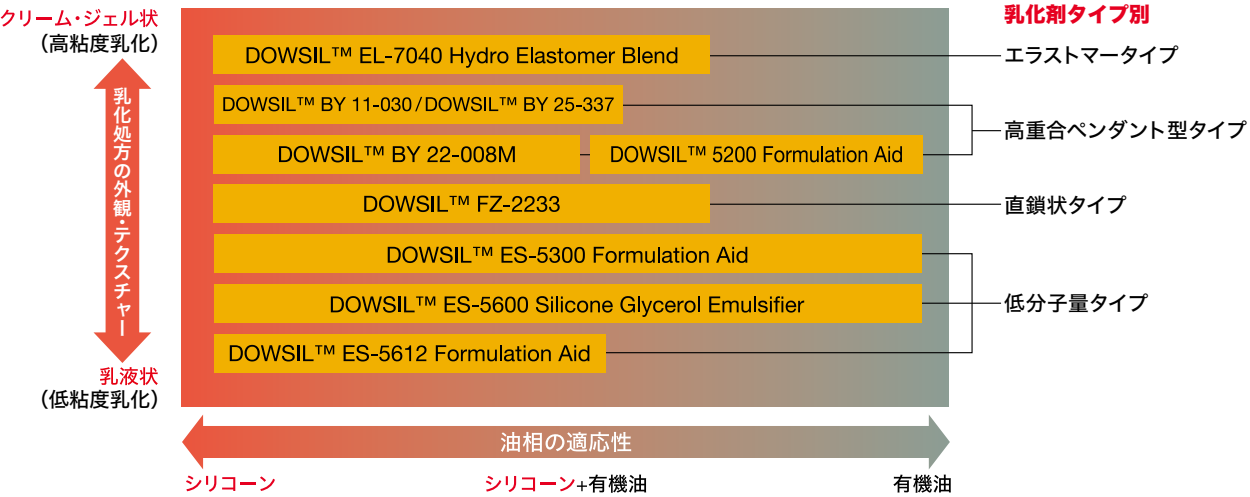 クリーム・ジェル状
（高粘度乳化）
乳化処方の外観・テクスチャー
乳液状
（低粘度乳化）
乳化剤タイプ別
DOWSIL™ EL-7040 Hydro Elastomer Blend
エラストマータイプ
DOWSIL™ BY 11-030/DOWSIL™ BY 25-337
高重合ペンダント型タイプ
DOWSIL™ BY 22-008M
DOWSIL™ 5200 Formulation Aid
DOWSIL™ FZ-2233
直鎖状タイプ
DOWSIL™ ES-5300 Formulation Aid
DOWSIL™ ES-5600 Silicone Glycerol Emulsifier
低分子量タイプ
DOWSIL™ ES-5612 Formulation Aid
油相の適応性
シリコーン
シリコーン+有機油
有機油